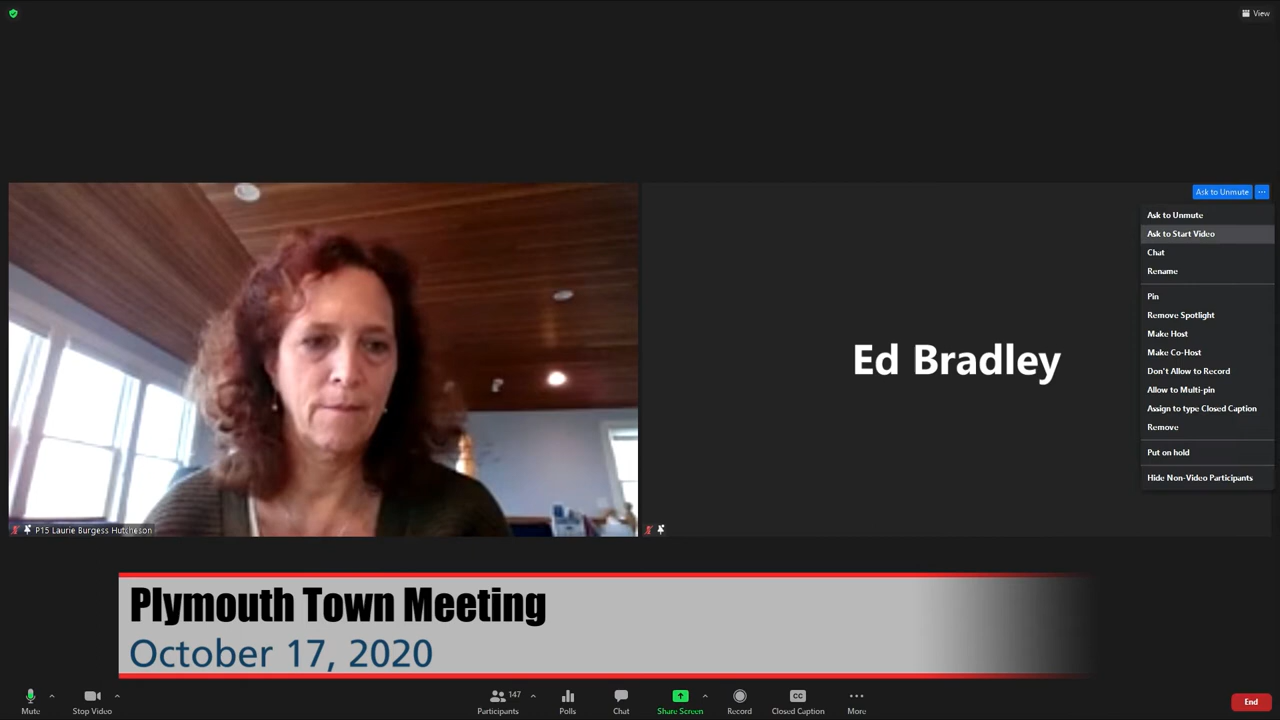 View
Ask to Unmute ...
Ask to Unmute
Ask to Start Video
Chat
Rename
Pin
Remove Spotlight
Make Host
Make Co-Host
Don't Allow to Record
Allow to Multi-pin
Assign to type Closed Caption
Remove
Put on hold
Hide Non-Video Participants
Ed Bradley
P15 Laurie Burgess Hutcheson
Plymouth Town Meeting
October 17, 2020
Mute
Stop Video
147
Participants
Polls
Chat
Share Screen
Record
CC
Closed Caption
More
End